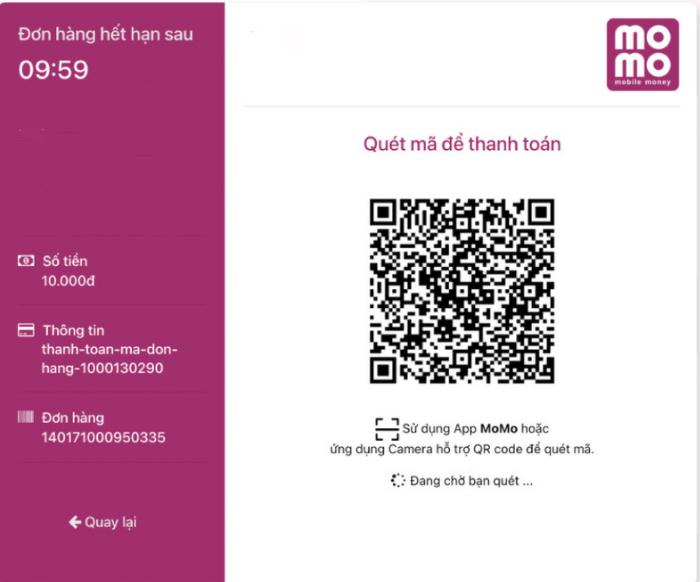 Đơn hàng hết hạn sau
09:59
Số tiền
10.000đ
Thông tin
thanh-toan-ma-don-
hang-1000130290
Đơn hàng
140171000950335
Quay lại
mo
mo
mobile money
Quét mã để thanh toán
Sử dụng App MoMo hoặc
ứng dụng Camera hỗ trợ QR code để quét mã.
Đang chờ bạn quét ...